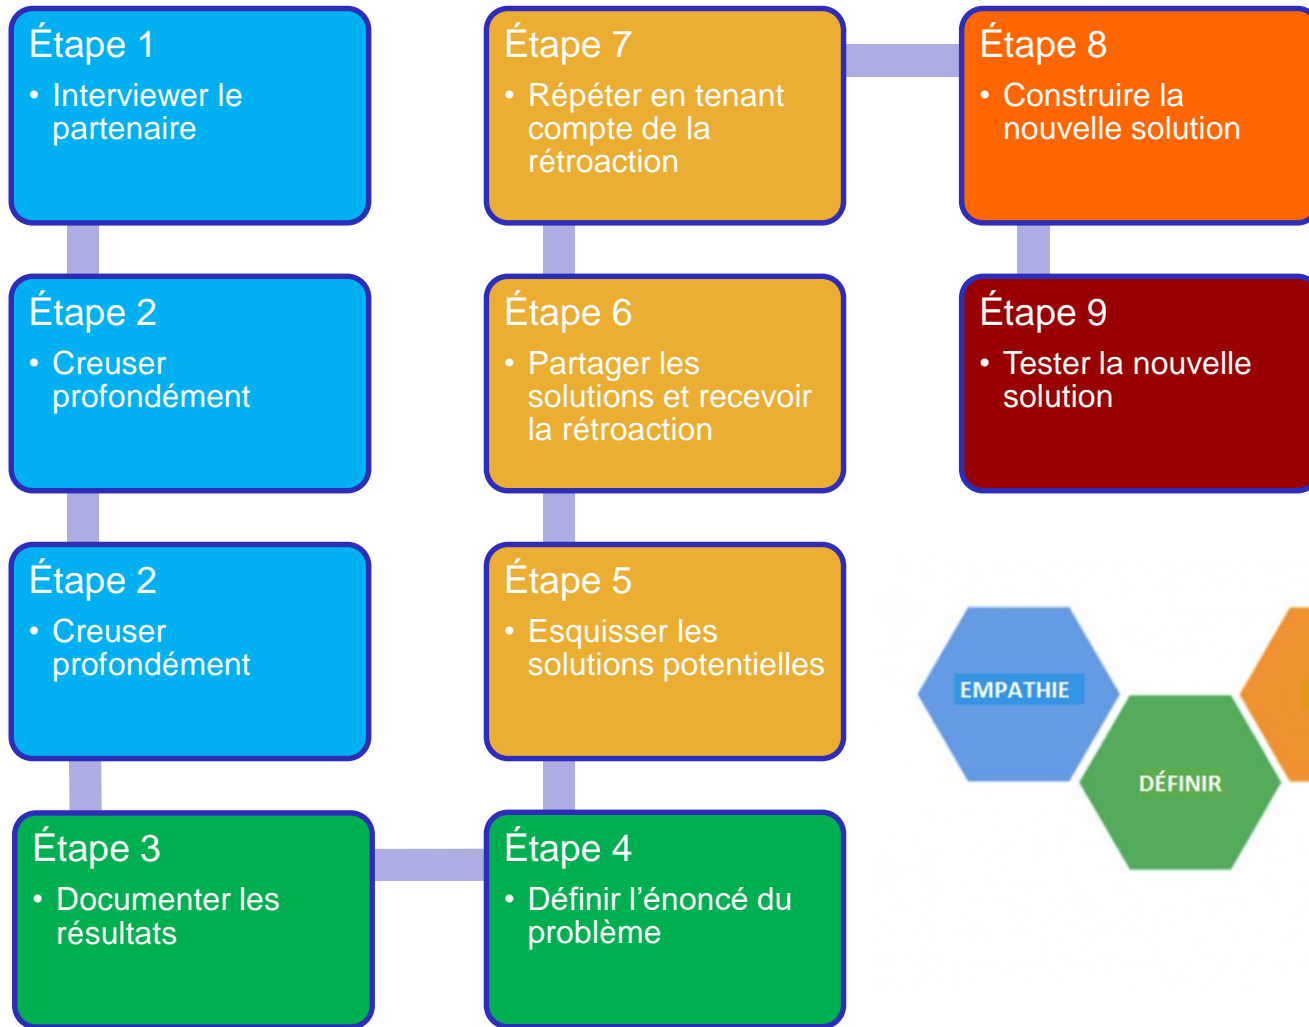 Étape 1
• Interviewer le
partenaire
Étape 2
• Creuser
profondément
Étape 2
• Creuser
profondément
Étape 3
• Documenter les
résultats
Étape 4
• Définir l’énoncé du
problème
Étape 5
• Esquisser les
solutions potentielles
Étape 6
• Partager les
solutions et recevoir
la rétroaction
Étape 7
• Répéter en tenant
compte de la
rétroaction
Étape 8
• Construire la
nouvelle solution
Étape 9
• Tester la nouvelle
solution
EMPATHIE
DÉFINIR